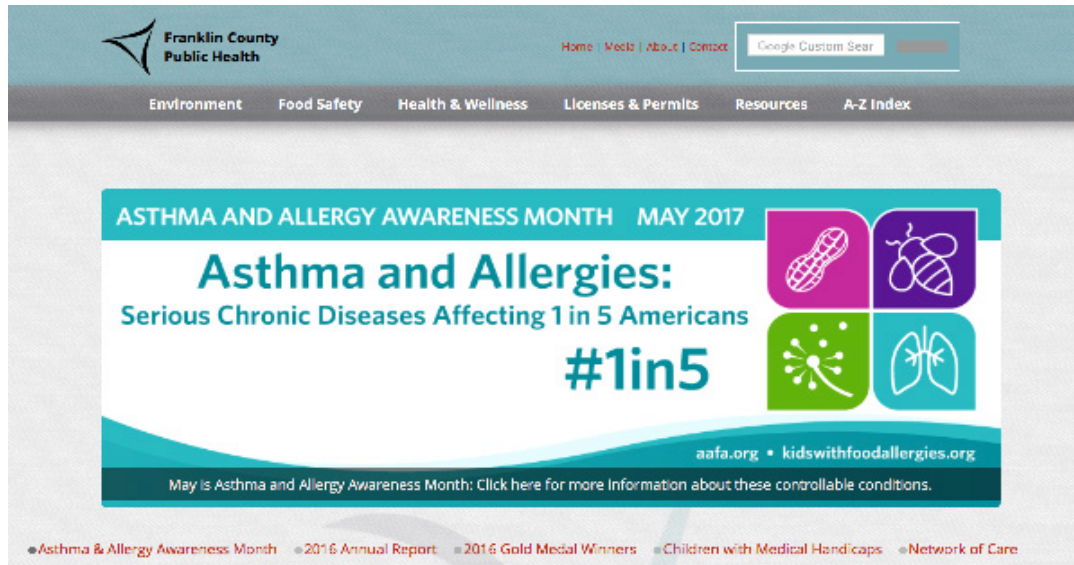 Franklin County
Public Health
Home | Media | About | Contact
Google Custom Sear
Environment Food Safety Health & Wellness Licenses & Permits Resources A-Z Index
ASTHMA AND ALLERGY AWARENESS MONTH MAY 2017
Asthma and Allergies:
Serious Chronic Diseases Affecting 1 in 5 Americans
#1in5
aafa.org • kidswithfoodallergies.org
May is Asthma and Allergy Awareness Month: Click here for more information about these controllable conditions.
Asthma & Allergy Awareness Month 2016 Annual Report 2016 Gold Medal Winners Children with Medical Handicaps Network of Care